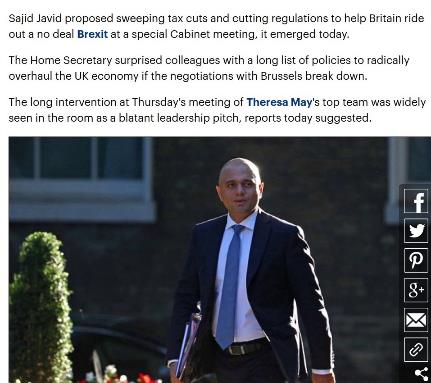 Sajid Javid proposed sweeping tax cuts and cutting regulations to help Britain ride
out a no deal Brexit at a special Cabinet meeting, it emerged today.
The Home Secretary surprised colleagues with a long list of policies to radically
overhaul the UK economy if the negotiations with Brussels break down.
The long intervention at Thursday's meeting of Theresa May's top team was widely
seen in the room as a blatant leadership pitch, reports today suggested.
f
g+